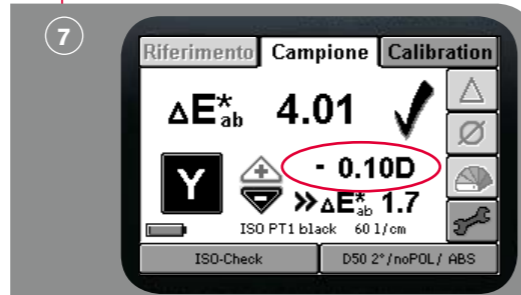 7
Riferimento Campione Calibration
ΔE*ab 4.01
Y - 0.10D
>>ΔE*ab 1.7
ISO PT1 black 60 l/cm
ISO-Check D50 2°/noPOL/ ABS